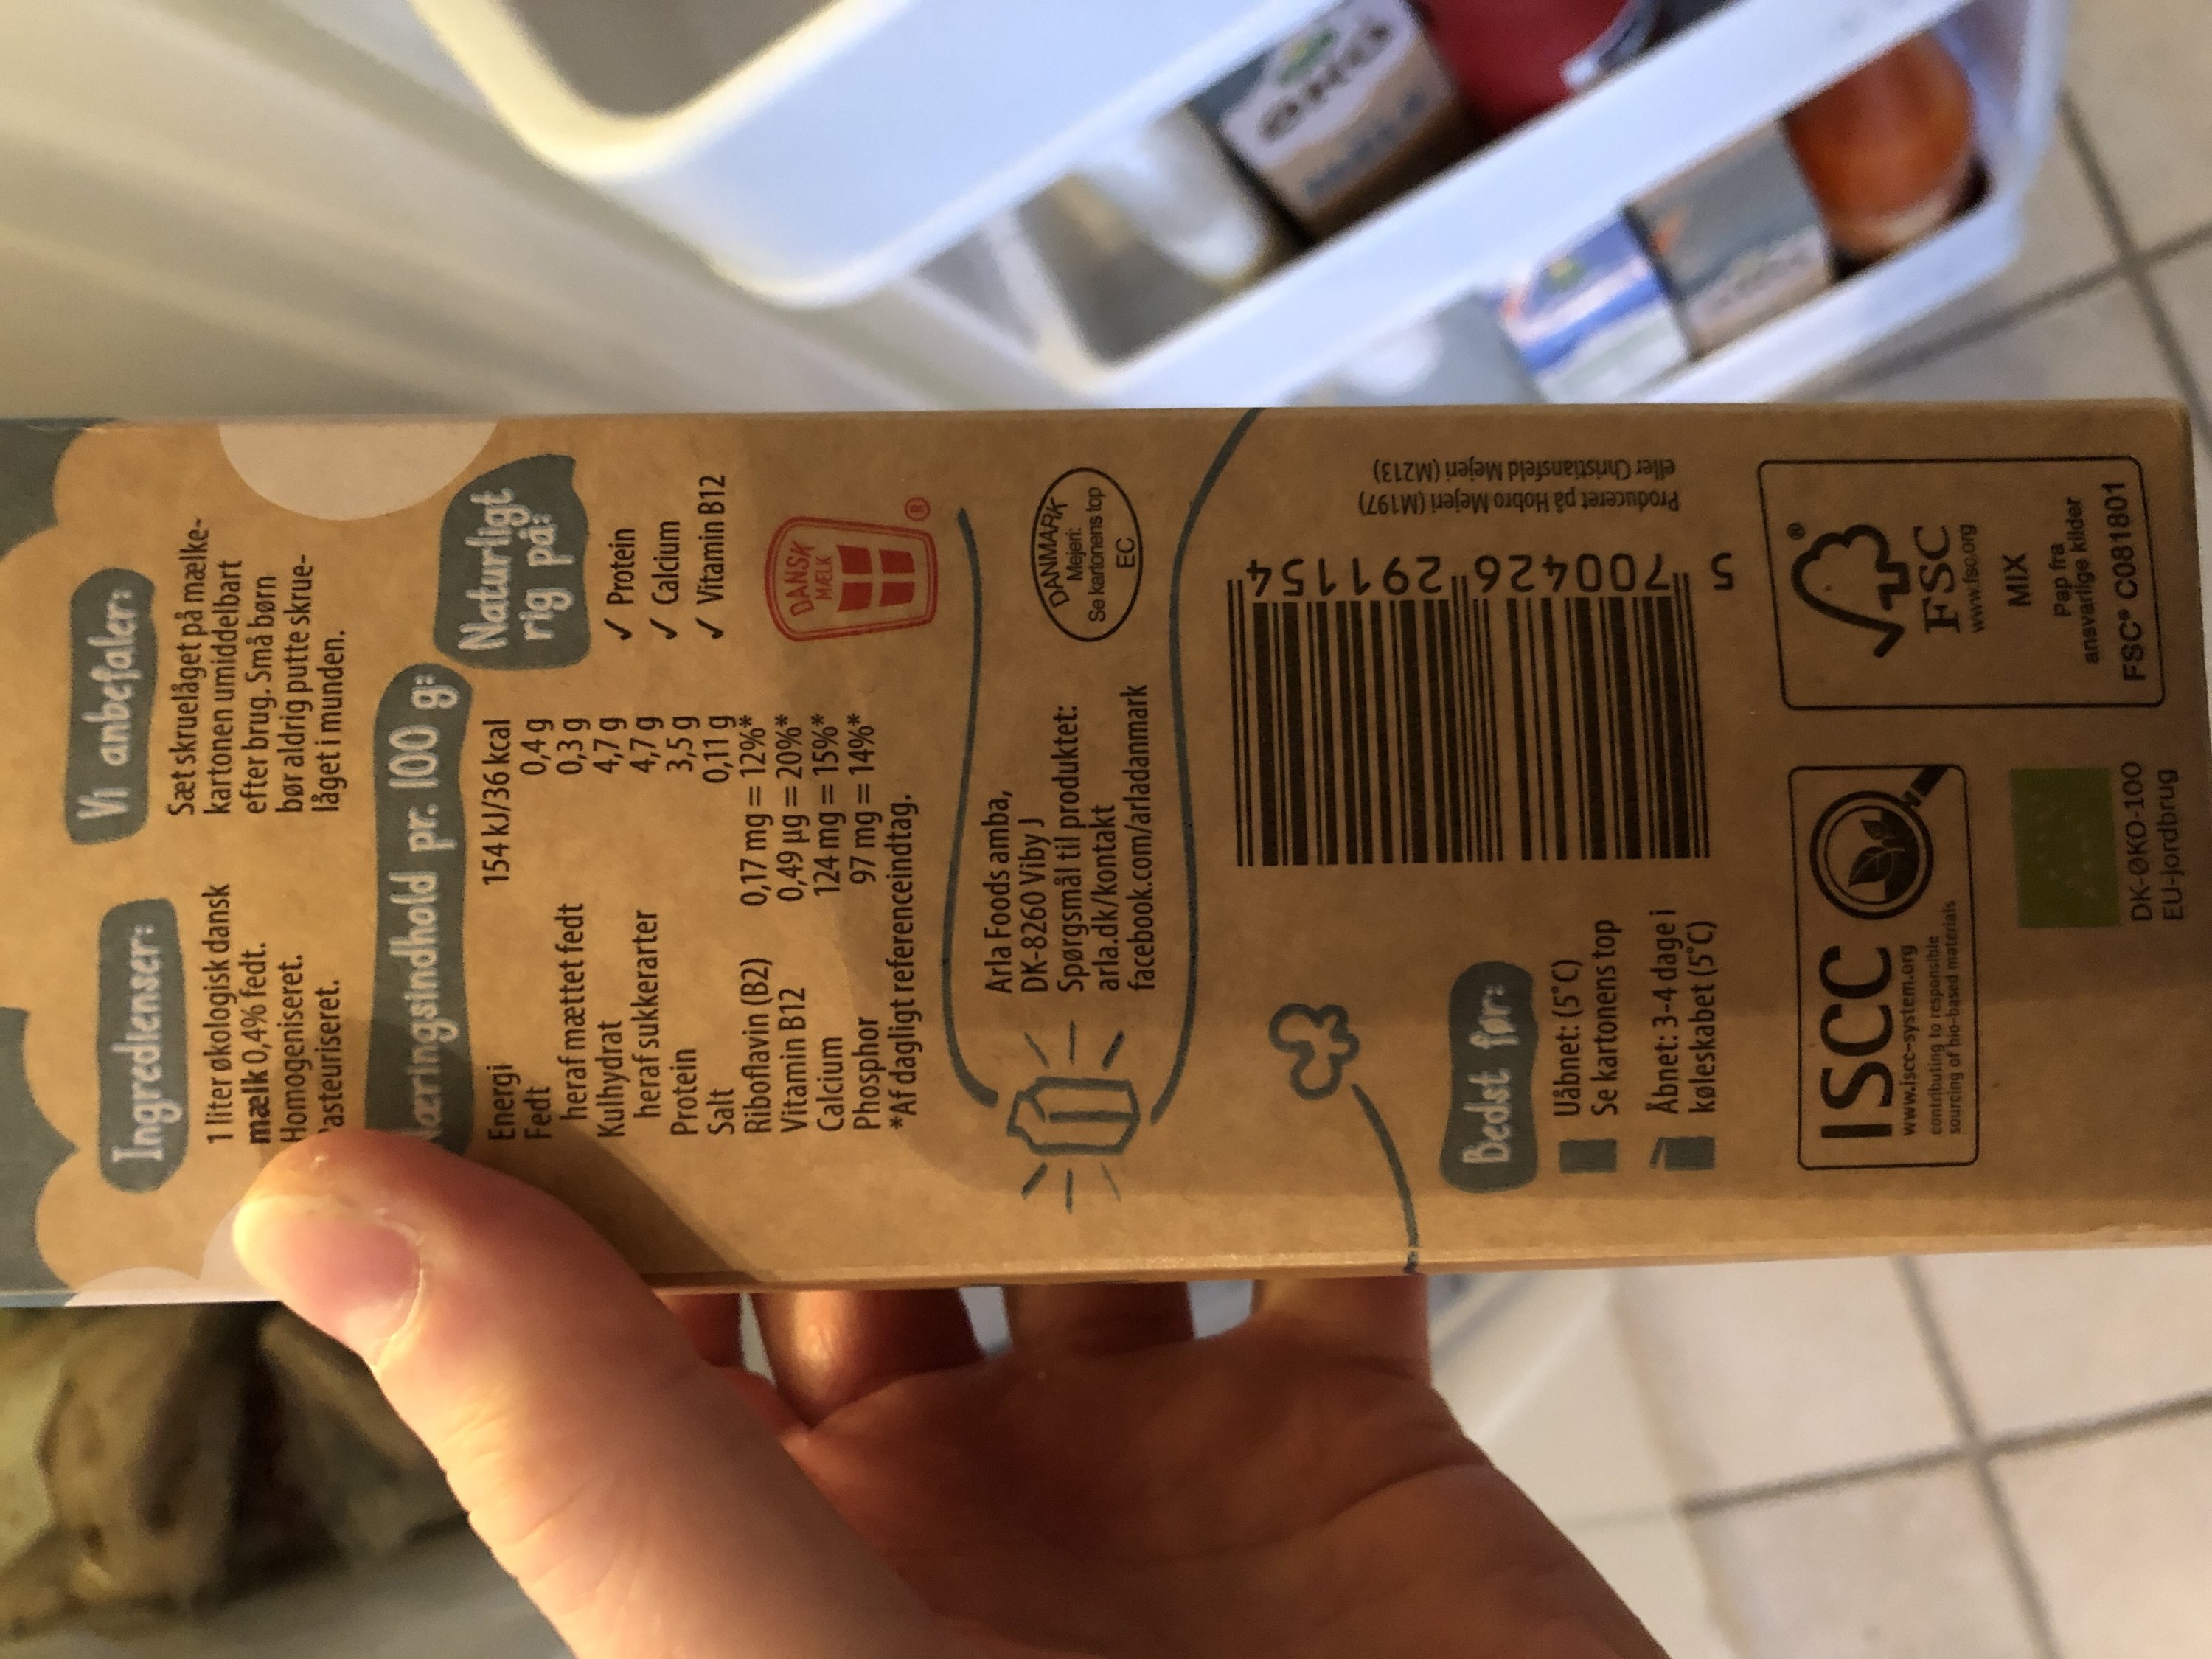 Ingredienser:
1 liter økologisk dansk
mælk 0,4% fedt.
Homogeniseret.
asteuriseret.
Vi anbefaler:
Sæt skruelåget på mælke-
kartonen umiddelbart
efter brug. Små børn
bør aldrig putte skrue-
låget i munden.
æringsindhold pr. 100 g:
Energi 154 kJ/36 kcal
Fedt 0,4 g
heraf mættet fedt 0,3 g
Kulhydrat 4,7 g
heraf sukkerarter 4,7 g
Protein 3,5 g
Salt 0,11 g
Riboflavin (B2) 0,17 mg = 12%*
Vitamin B12 0,49 µg = 20%*
Calcium 124 mg = 15%*
Phosphor 97 mg = 14%*
*Af dagligt referenceindtag.
Naturligt
rig på:
✓ Protein
✓ Calcium
✓ Vitamin B12
DANSK
MÆLK
®
Arla Foods amba,
DK-8260 Viby J
Spørgsmål til produktet:
arla.dk/kontakt
facebook.com/arladanmark
DANMARK
Mejeri:
Se kartonens top
EC
5 700426 291154
Produceret på Hobro Mejeri (M197)
eller Christiansfeld Mejeri (M213)
Bedst før:
Uåbnet: (5°C)
Se kartonens top
Åbnet: 3-4 dage i
køleskabet (5°C)
ISCC
www.iscc-system.org
contributing to responsible
sourcing of bio-based materials
®
FSC
www.fsc.org
MIX
Pap fra
ansvarlige kilder
FSC® C081801
DK-ØKO-100
EU-jordbrug